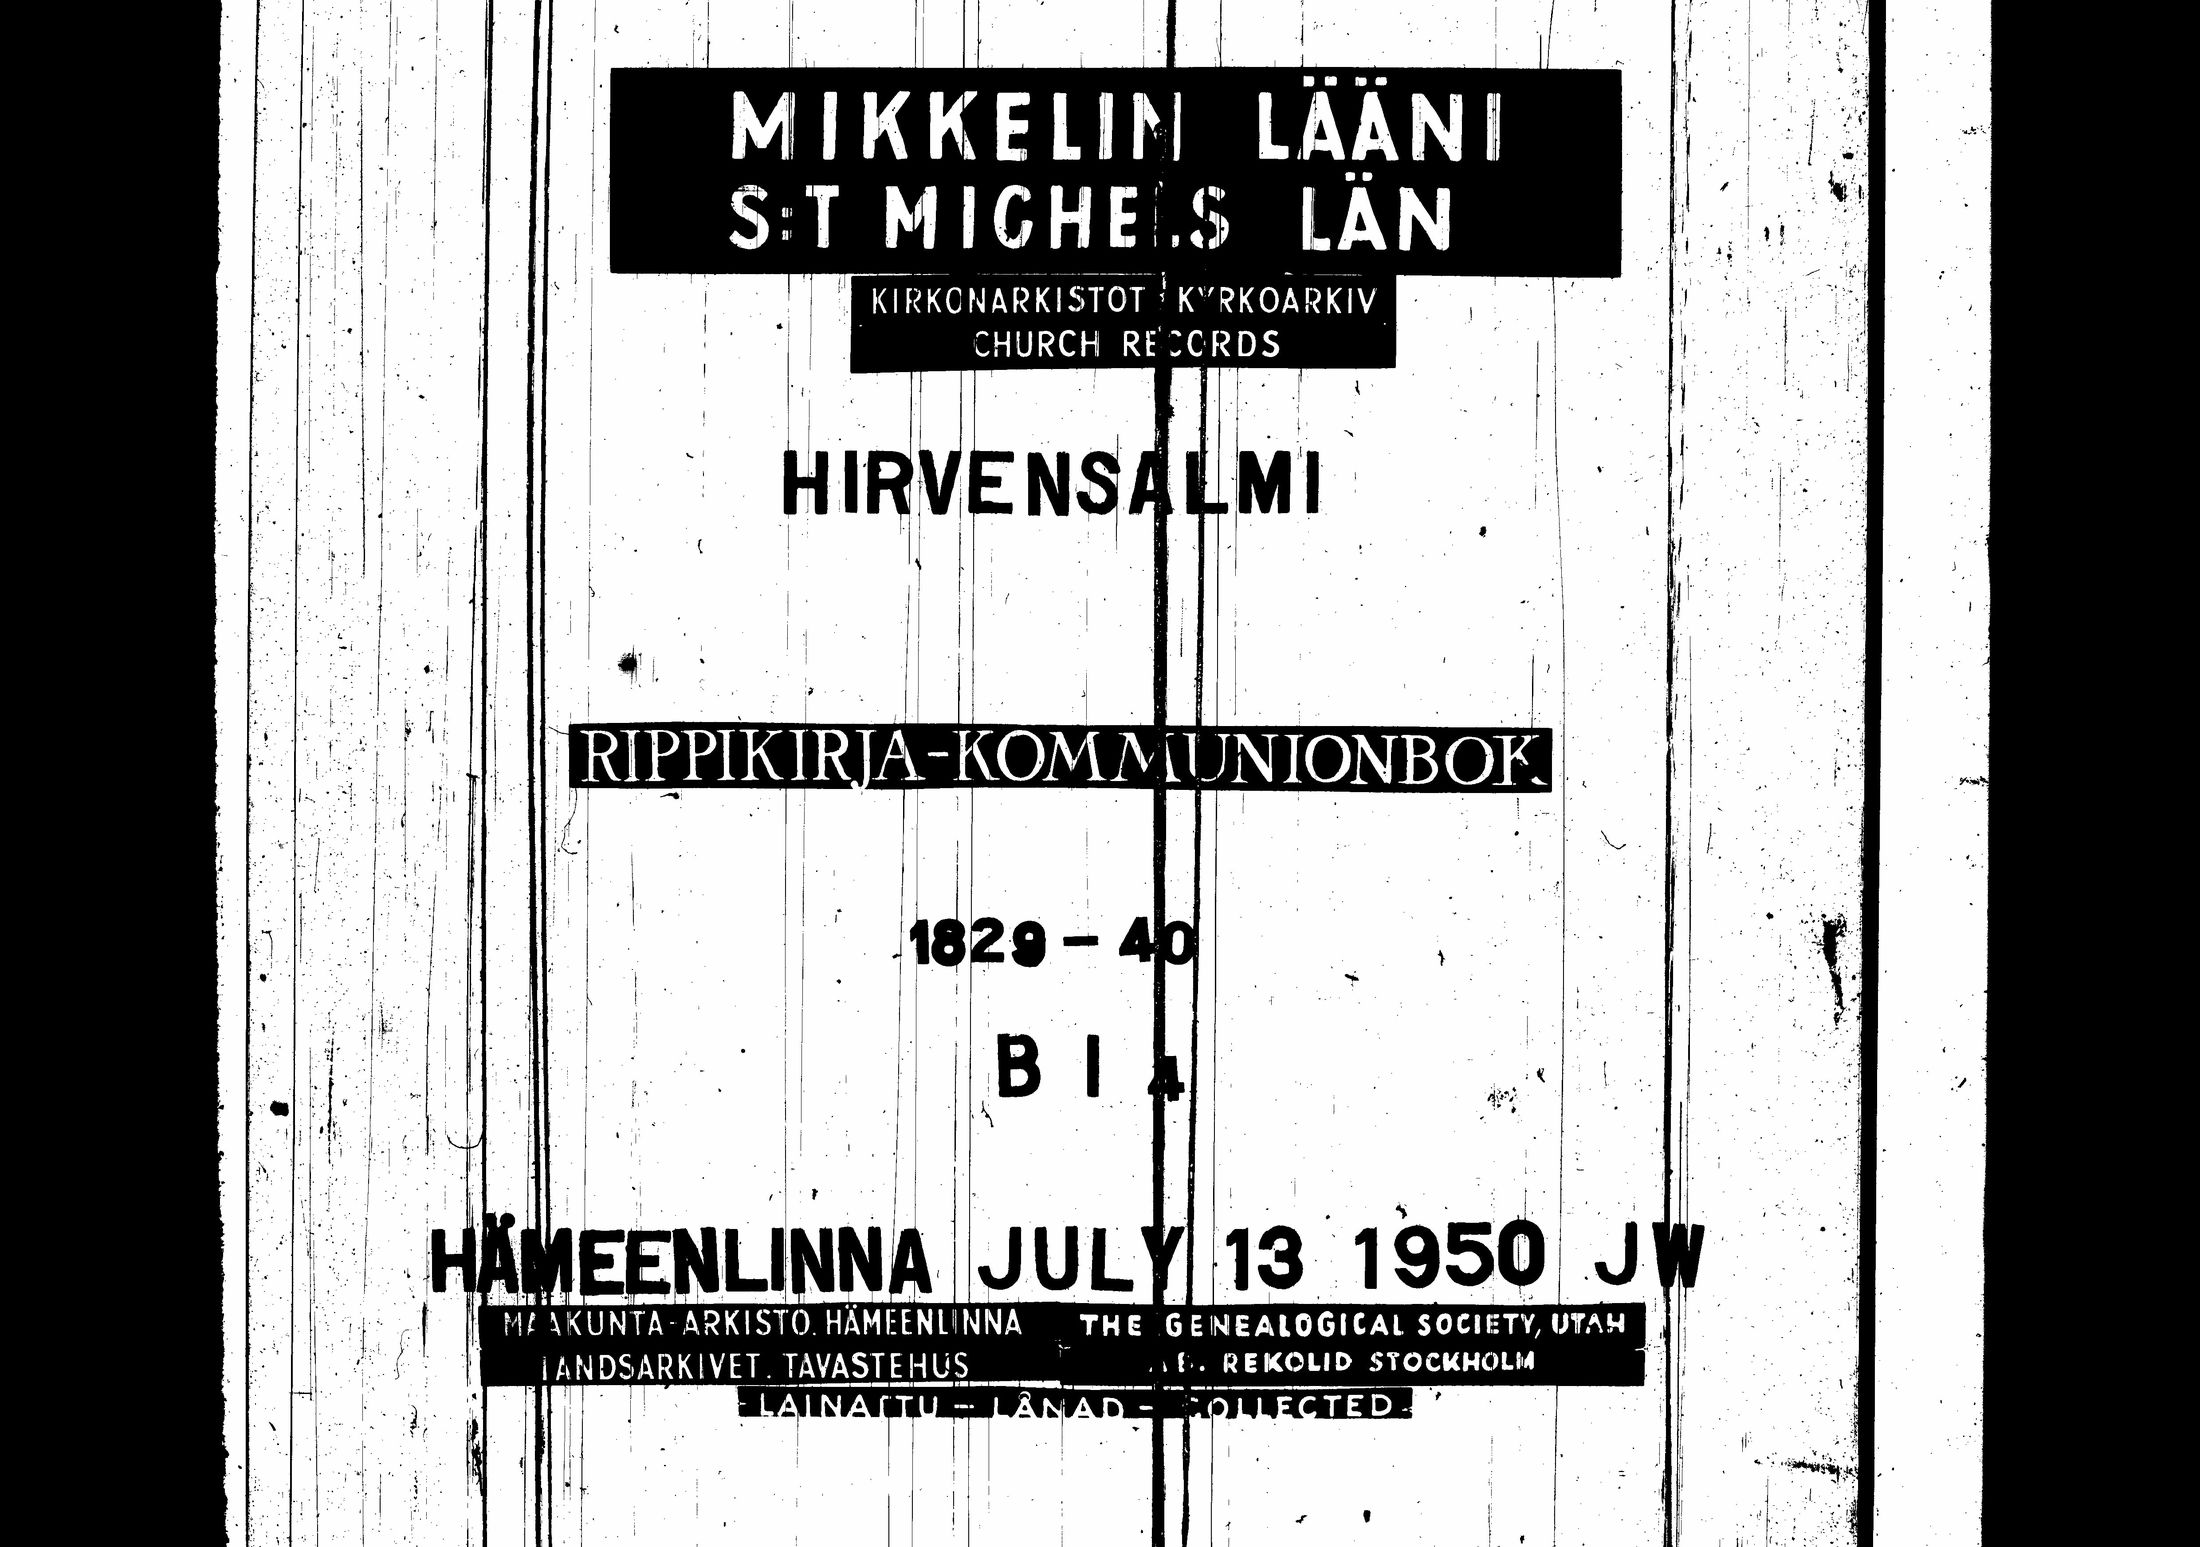 MIKKELIN LÄÄNI
S:T MICHELS LÄN
KIRKONARKISTOT KYRKOARKIV
CHURCH RECORDS
HIRVENSALMI
RIPPIKIRJA-KOMMUNIONBOK.
1829-40
B I 4
HÄMEENLINNA JULY 13 1950 JW
MAAKUNTA-ARKISTO. HÄMEENLINNA
LANDSARKIVET. TAVASTEHUS
THE GENEALOGICAL SOCIETY, UTAH
A.B. REKOLID STOCKHOLM
-LAINATTU-LÅNAD-COLLECTED-